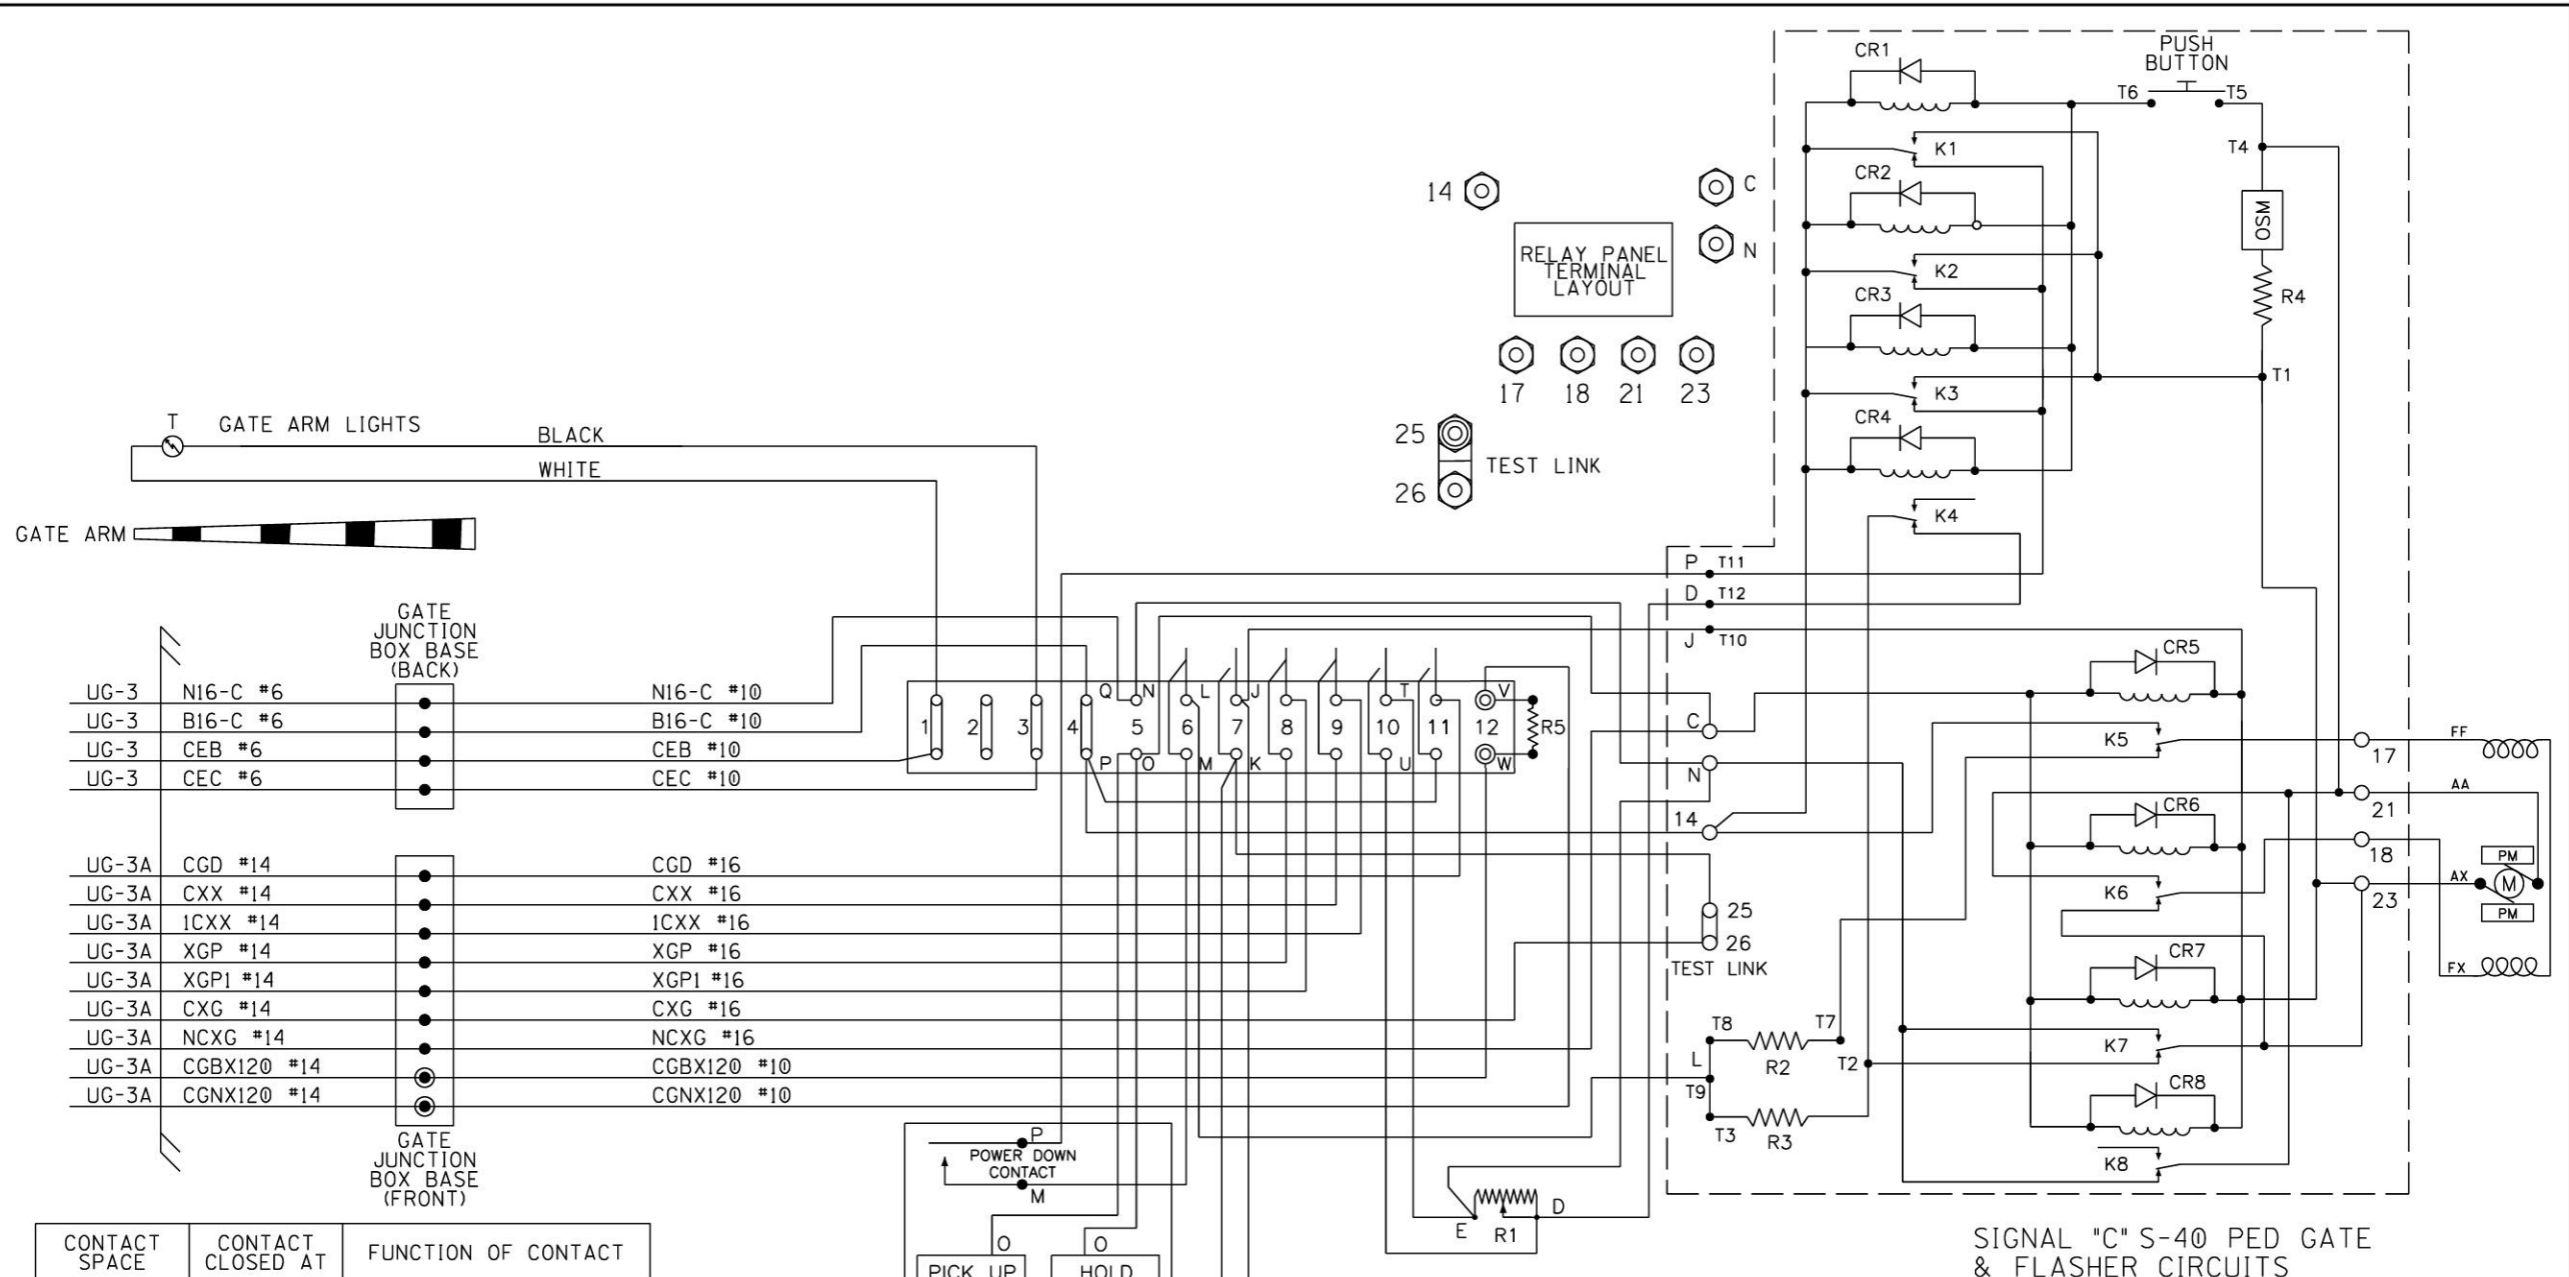 CR1
PUSH
BUTTON
T6
T5
K1
T4
CR2
14
C
N
OSM
RELAY PANEL
TERMINAL
LAYOUT
K2
CR3
R4
17
18
21
23
K3
T1
CR4
25
TEST LINK
26
K4
T
GATE ARM LIGHTS
BLACK
WHITE
GATE ARM
P
T11
D
T12
J
T10
GATE
JUNCTION
BOX BASE
(BACK)
UG-3 N16-C #6 N16-C #10
UG-3 B16-C #6 B16-C #10
UG-3 CEB #6 CEB #10
UG-3 CEC #6 CEC #10
Q
N
L
J
T
V
1
2
3
4
5
6
7
8
9
10
11
12
R5
P
O
M
K
U
W
C
N
14
CR5
K5
17
FF
CR6
21
AA
18
K6
AX
23
PM
M
PM
FX
25
26
TEST LINK
CR7
K7
CR8
K8
T8
R2
T7
L
T9
T2
T3
R3
UG-3A CGD #14 CGD #16
UG-3A CXX #14 CXX #16
UG-3A 1CXX #14 1CXX #16
UG-3A XGP #14 XGP #16
UG-3A XGP1 #14 XGP1 #16
UG-3A CXG #14 CXG #16
UG-3A NCXG #14 NCXG #16
UG-3A CGBX120 #14 CGBX120 #10
UG-3A CGNX120 #14 CGNX120 #10
GATE
JUNCTION
BOX BASE
(FRONT)
P
POWER DOWN
CONTACT
M
O
O
PICK UP
HOLD
E
R1
D
CONTACT
SPACE
CONTACT
CLOSED AT
FUNCTION OF CONTACT
SIGNAL "C" S-40 PED GATE
& FLASHER CIRCUITS